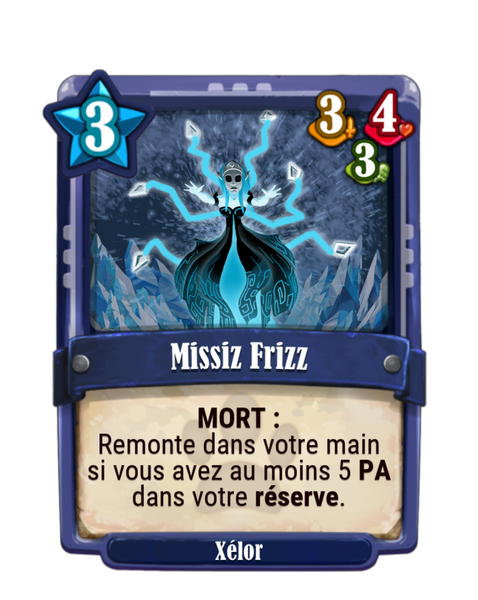 3
3
4
3
Missiz Frizz
MORT :
Remonte dans votre main
si vous avez au moins 5 PA
dans votre réserve.
Xélor